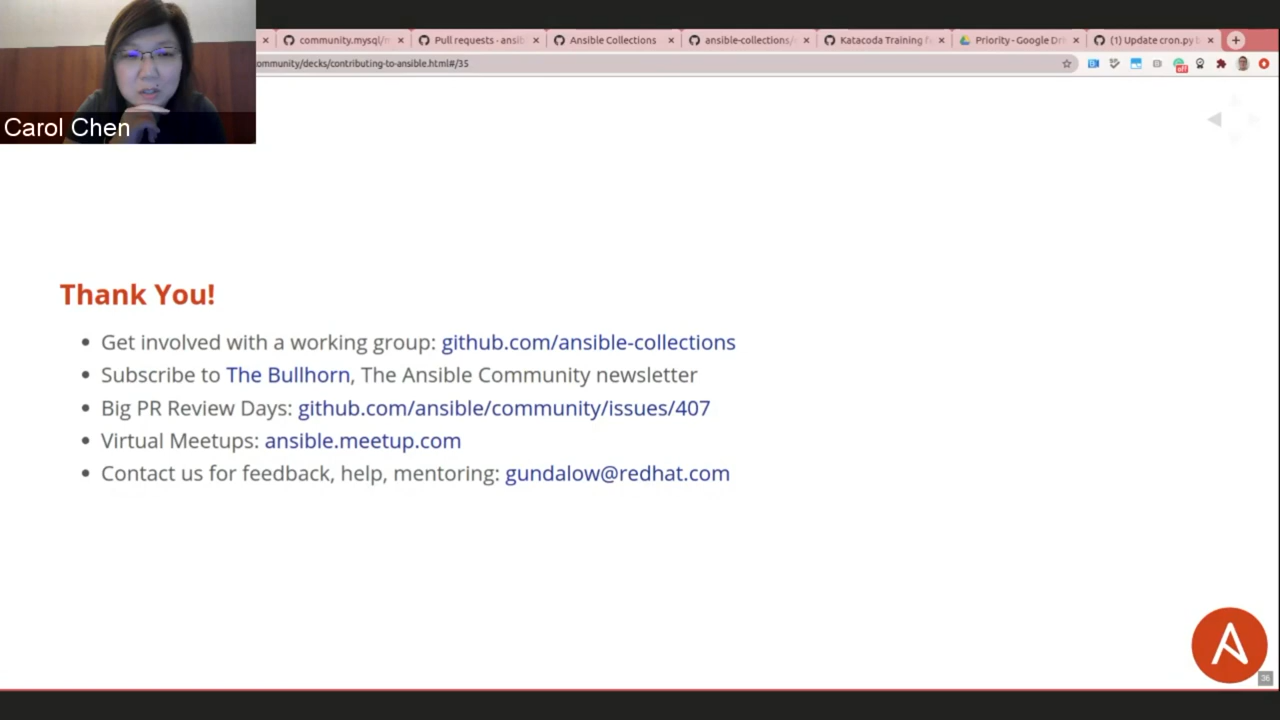 community.mysql/
Pull requests · ansib
Ansible Collections
ansible-collections/
Katacoda Training f
Priority - Google Dri
(1) Update cron.py b
ommunity/decks/contributing-to-ansible.html#/35
off
Carol Chen
Thank You!
Get involved with a working group: github.com/ansible-collections
Subscribe to The Bullhorn, The Ansible Community newsletter
Big PR Review Days: github.com/ansible/community/issues/407
Virtual Meetups: ansible.meetup.com
Contact us for feedback, help, mentoring: gundalow@redhat.com
36